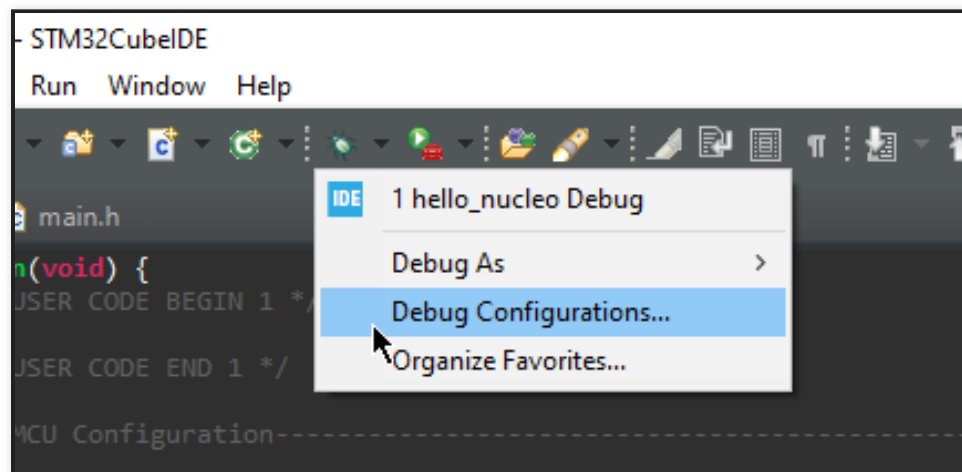 - STM32CubeIDE
Run Window Help
IDE 1 hello_nucleo Debug
main.h
Debug As
(void) {
USER CODE BEGIN 1 */
Debug Configurations...
Organize Favorites...
USER CODE END 1 */
MCU Configuration--------------------------------------------